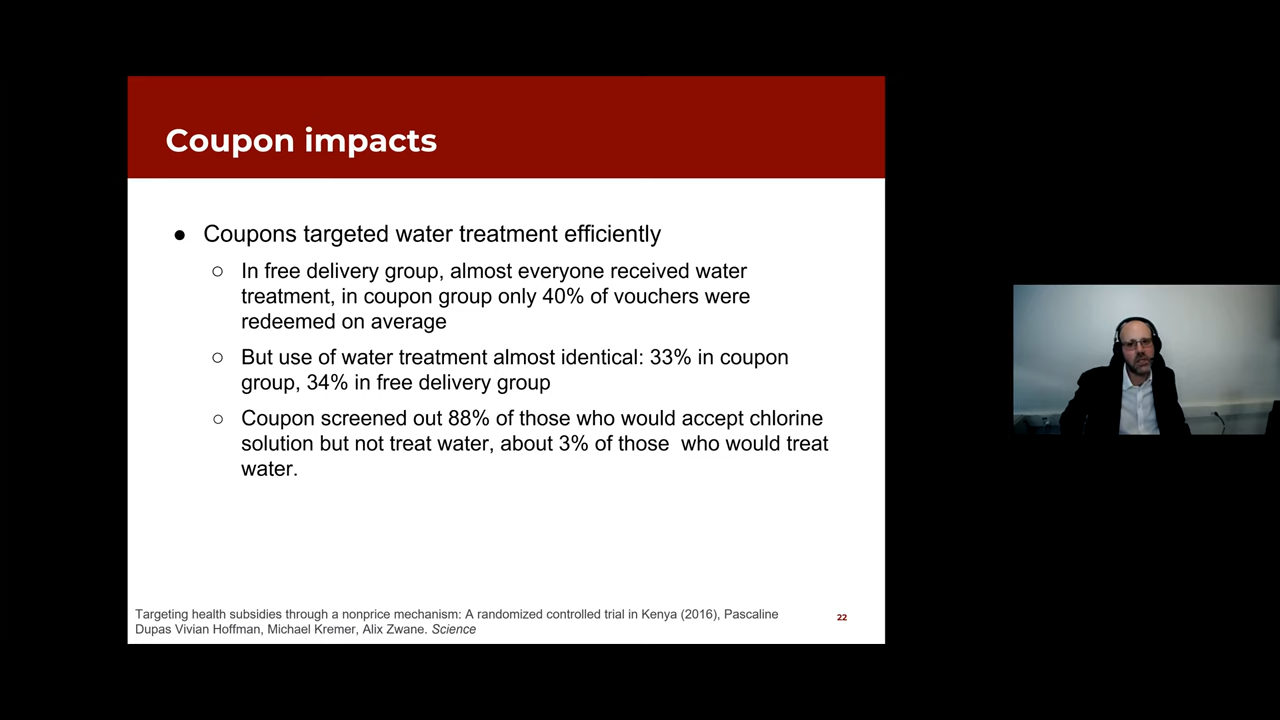 Coupon impacts
● Coupons targeted water treatment efficiently
○ In free delivery group, almost everyone received water
treatment, in coupon group only 40% of vouchers were
redeemed on average
○ But use of water treatment almost identical: 33% in coupon
group, 34% in free delivery group
○ Coupon screened out 88% of those who would accept chlorine
solution but not treat water, about 3% of those  who would treat
water.
Targeting health subsidies through a nonprice mechanism: A randomized controlled trial in Kenya (2016), Pascaline
Dupas Vivian Hoffman, Michael Kremer, Alix Zwane. Science
22